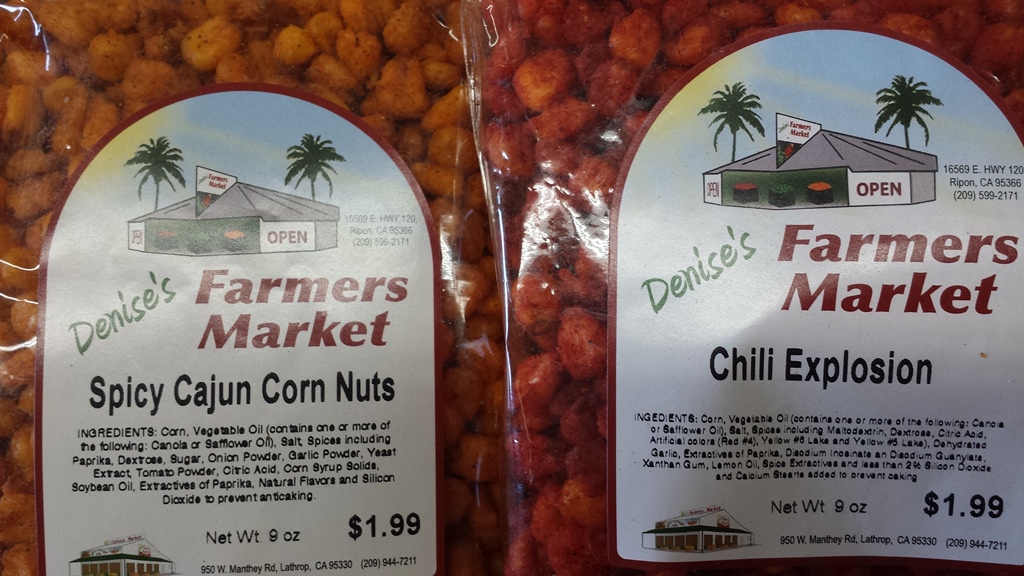 Farmers
Market
OPEN
OPEN
16569 E. HWY 120,
Ripon, CA 95366
(209) 599-2171
Denise's
Farmers
Market
Spicy Cajun Corn Nuts
INGREDIENTS: Corn, Vegetable Oil (contains one or more of
the following: Canola or Safflower Oil), Salt, Spices including
Paprika, Dextrose, Sugar, Onion Powder, Garlic Powder, Yeast
Extract, Tomato Powder, Citric Acid, Corn Syrup Solids,
Soybean Oil, Extractives of Paprika, Natural Flavors and Silicon
Dioxide to prevent anticaking.
Net Wt 9 oz
$1.99
950 W. Manthey Rd, Lathrop, CA 95330 (209) 944-7211
Farmers
Market
OPEN
OPEN
16569 E. HWY 120
Ripon, CA 95366
(209) 599-2171
Denise's
Farmers
Market
Chili Explosion
INGEDIENTS: Corn, Vegetable Oil (contains one or more of the following: Canola
or Safflower Oil), Salt, Spices including Maltodextrin, Dextrose, Citric Acid,
Artificial colors (Red #4), Yellow #6 Lake and Yellow #5 Lake), Dehydrated
Garlic, Extractives of Paprika, Disodium Inosinate an Disodium Guanylate,
Xanthan Gum, Lemon Oil, Spice Extractives and less than 2% Silicon Dioxide
and Calcium Stearte added to prevent caking
Net Wt 9 oz
$1.99
950 W. Manthey Rd, Lathrop, CA 95330 (209) 944-7211